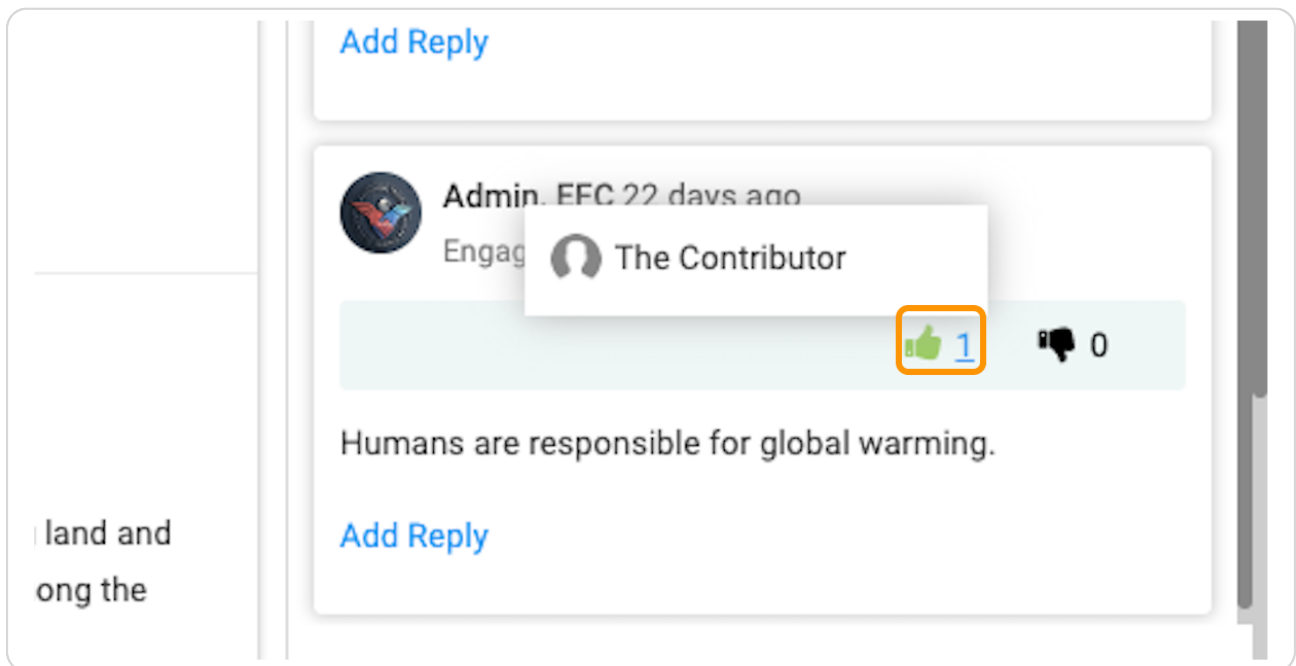 Add Reply
Admin, EFC 22 days ago
Engag
The Contributor
1 0
Humans are responsible for global warming.
Add Reply
land and
ong the